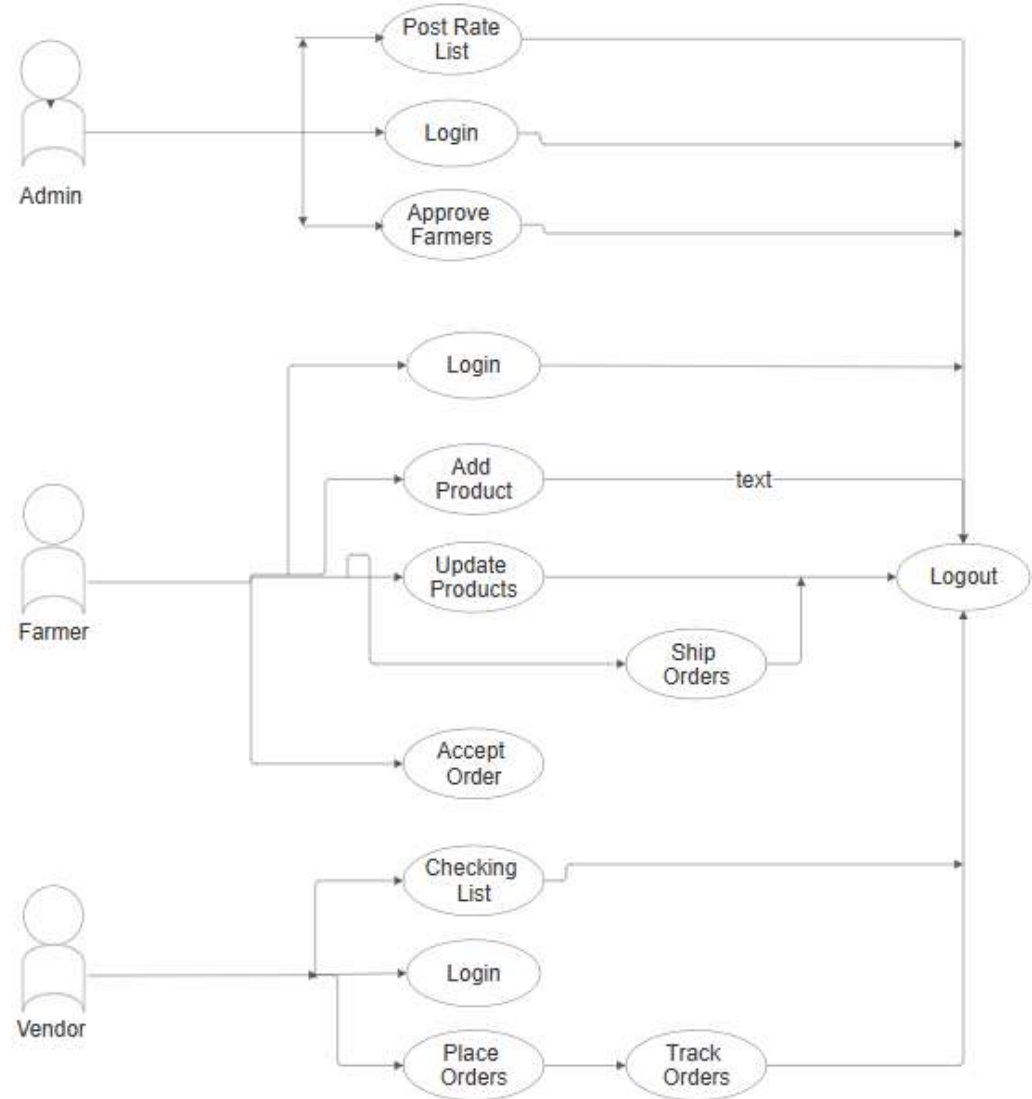 Post Rate
List
Login
Admin
Approve
Farmers
Login
Add
Product
text
Update
Products
Logout
Farmer
Ship
Orders
Accept
Order
Checking
List
Login
Vendor
Place
Orders
Track
Orders